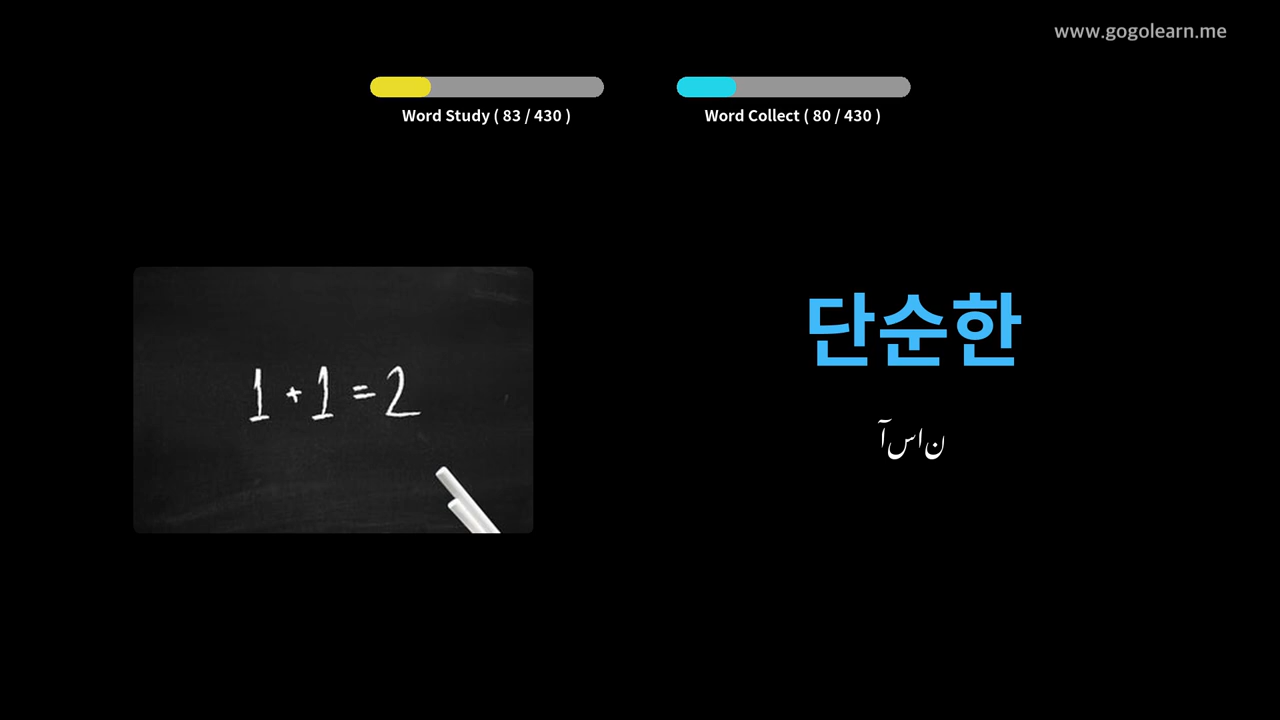 www.gogolearn.me
Word Study ( 83 / 430 )
Word Collect ( 80 / 430 )
1 + 1 = 2
단순한
آسان